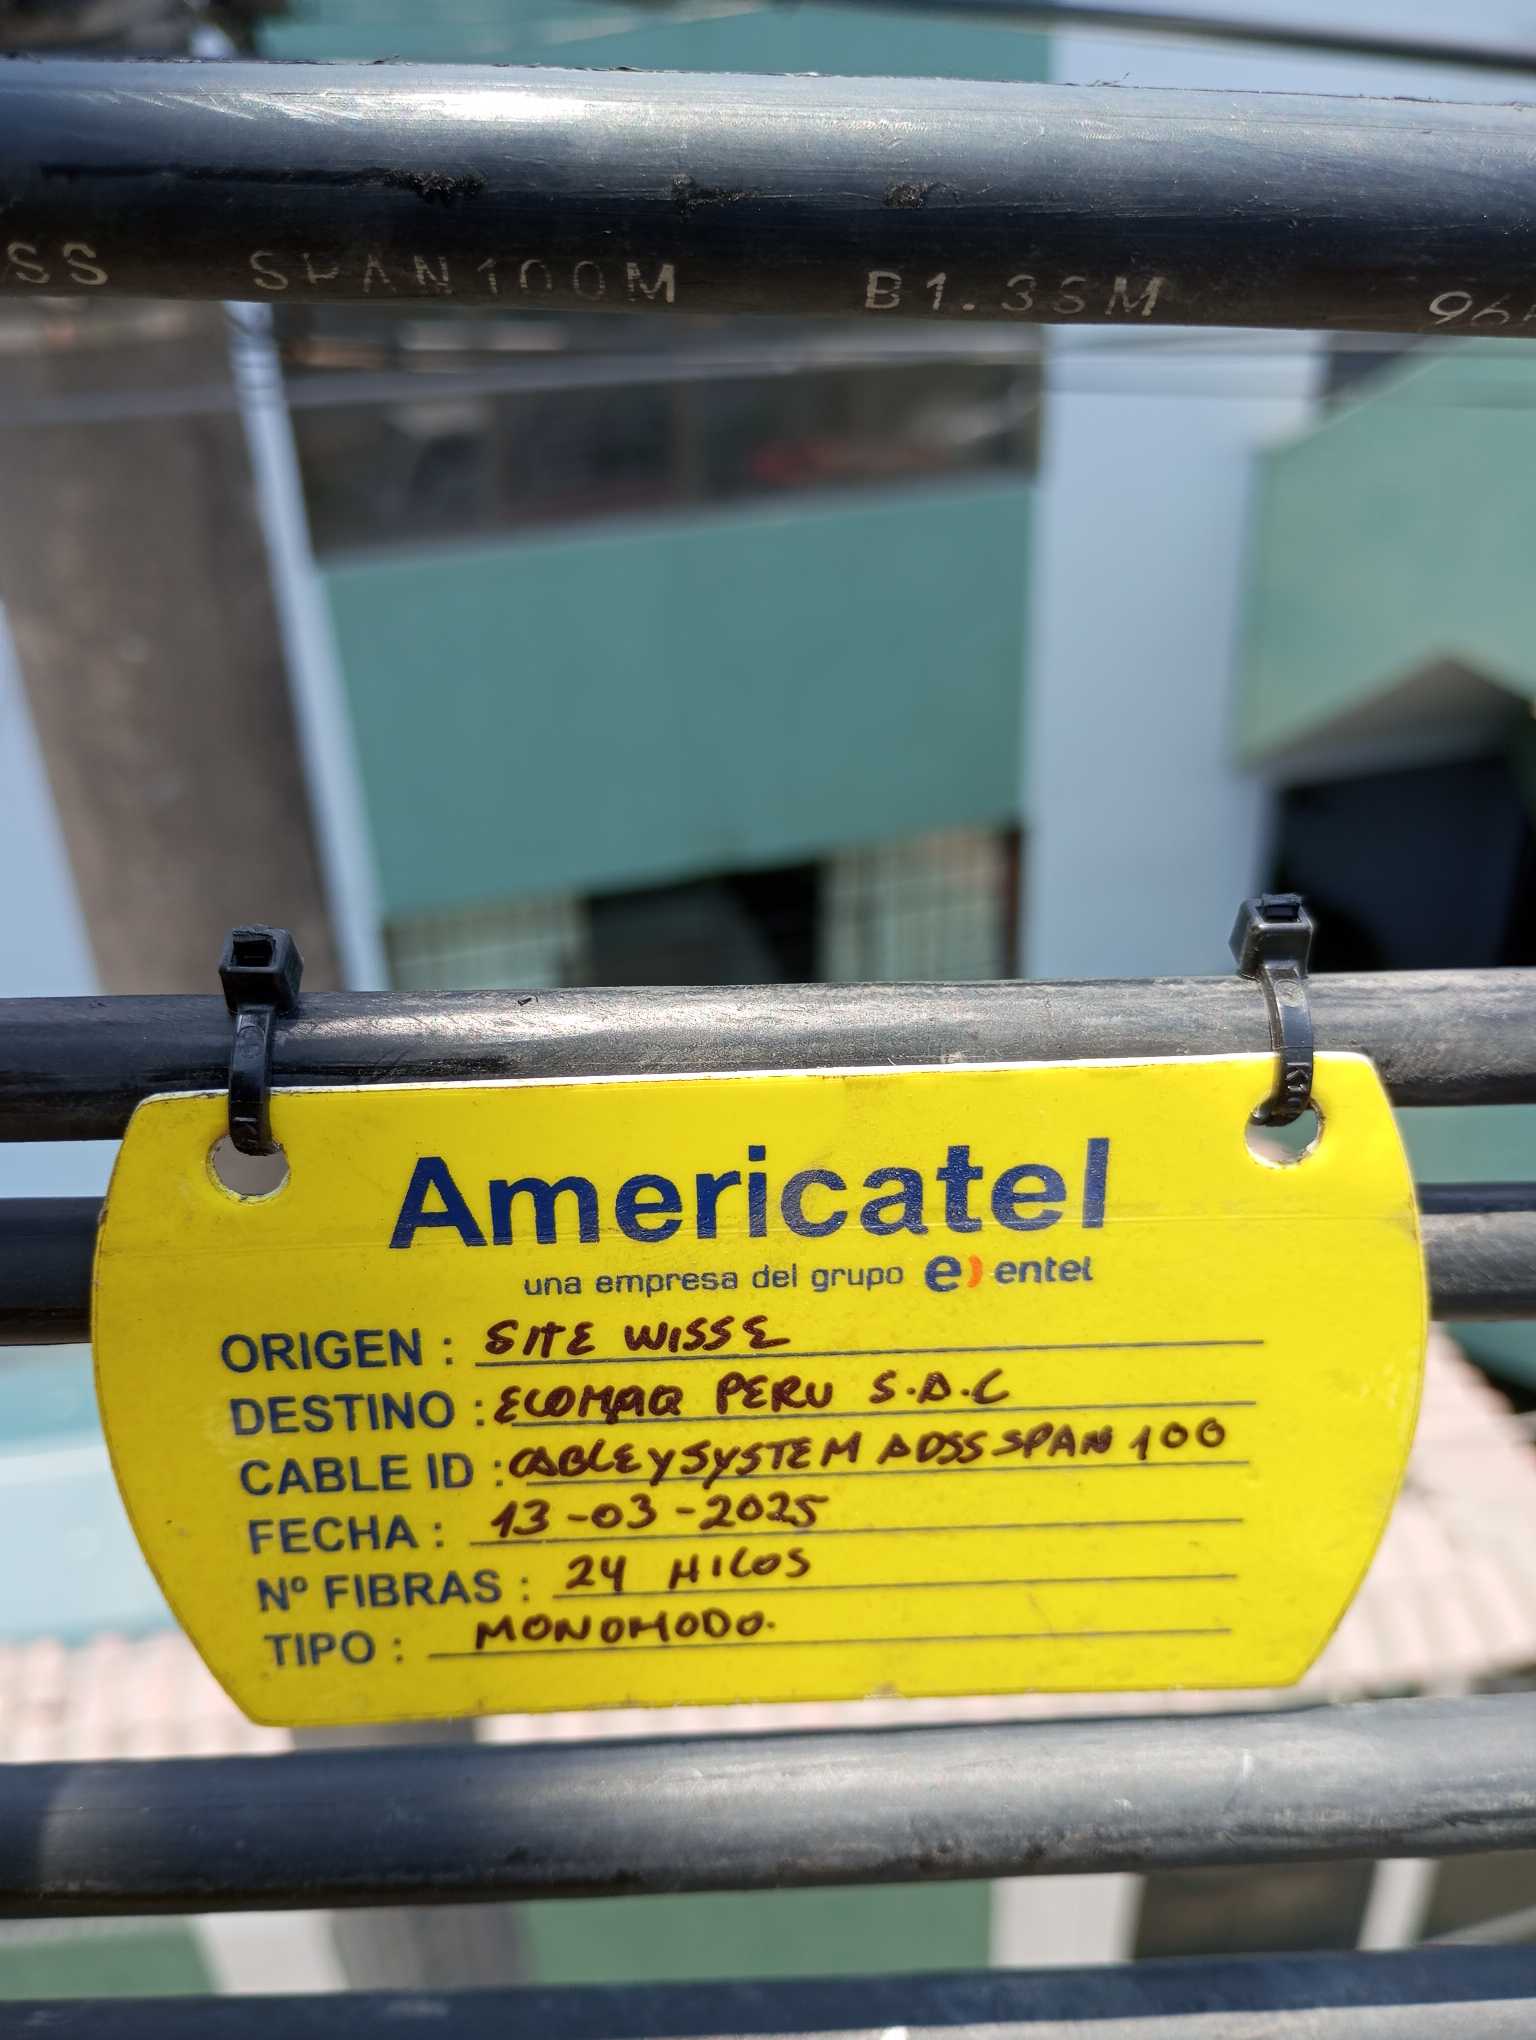 SS SPAN100M B1.3SM
Americatel
una empresa del grupo e) entel
ORIGEN : SITE WISSE
DESTINO : ECOMAQ PERU S.A.C
CABLE ID : CABLEYSYSTEM ADSS SPAN 100
FECHA : 13-03-2025
Nº FIBRAS : 24 HILOS
TIPO : MONOMODO.